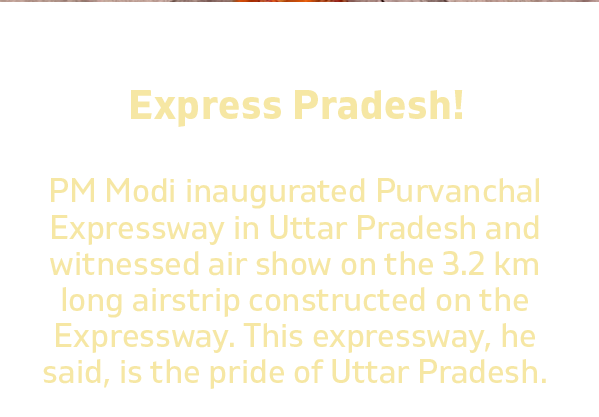 Express Pradesh!
PM Modi inaugurated Purvanchal
Expressway in Uttar Pradesh and
witnessed air show on the 3.2 km
long airstrip constructed on the
Expressway. This expressway, he
said, is the pride of Uttar Pradesh.